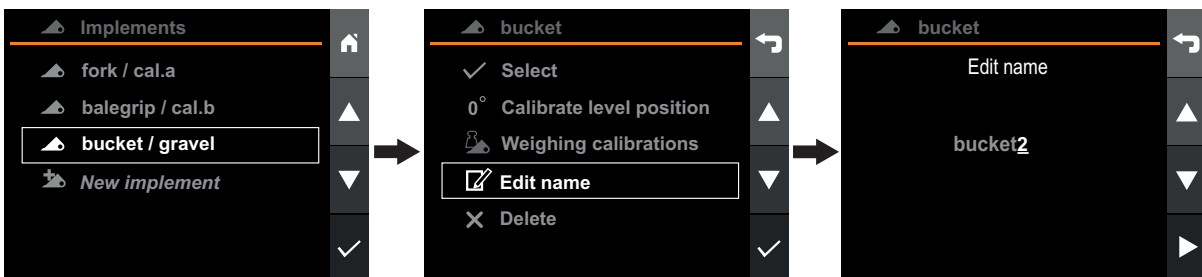 Implements
fork / cal.a
balegrip / cal.b
bucket / gravel
New implement
bucket
Select
0° Calibrate level position
Weighing calibrations
Edit name
Delete
bucket
Edit name
bucket2